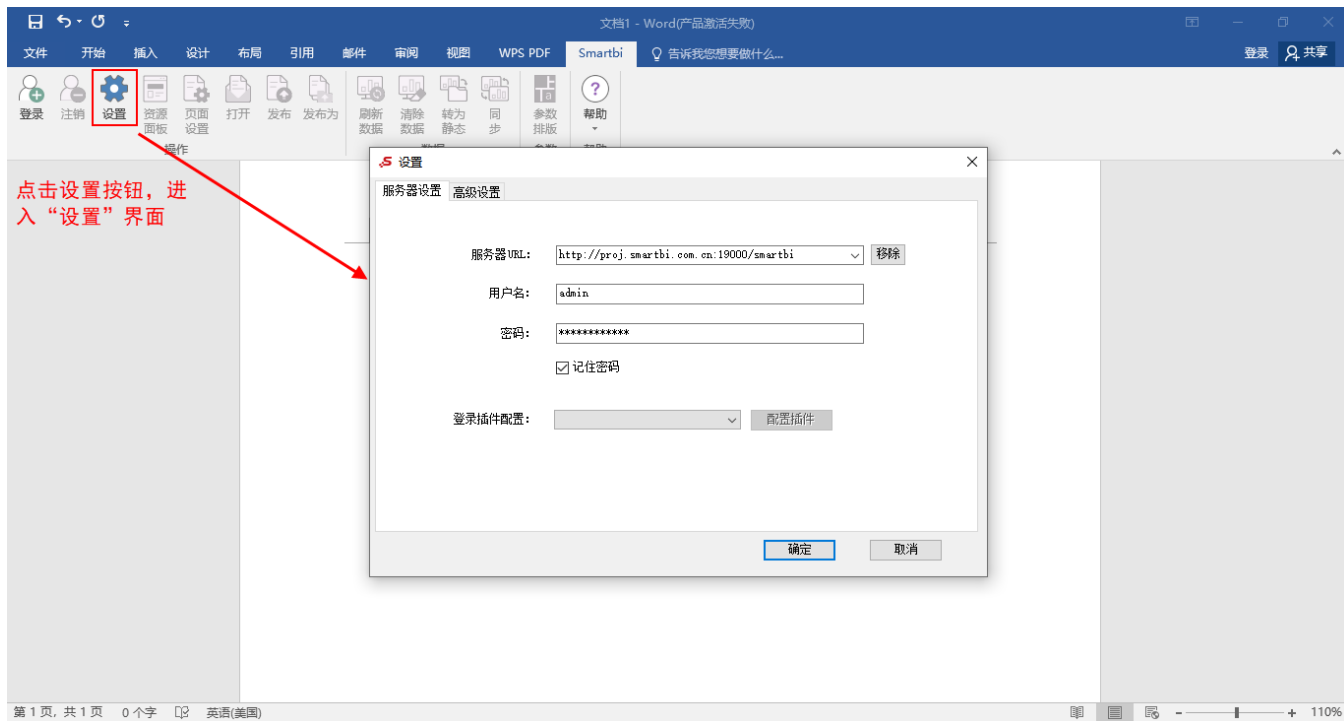 文档1 - Word(产品激活失败)
文件 开始 插入 设计 布局 引用 邮件 审阅 视图 WPS PDF Smartbi 告诉我您想要做什么... 登录 共享
登录 注销 设置 资源面板 页面设置 打开 发布 发布为 刷新数据 清除数据 转为静态 同步 参数排版 帮助
操作
点击设置按钮，进
入“设置”界面
设置
服务器设置 高级设置
服务器URL: http://proj.smartbi.com.cn:19000/smartbi 移除
用户名: admin
密码: ************
记住密码
登录插件配置: 配置插件
确定 取消
第1页，共1页 0个字 英语(美国) 110%